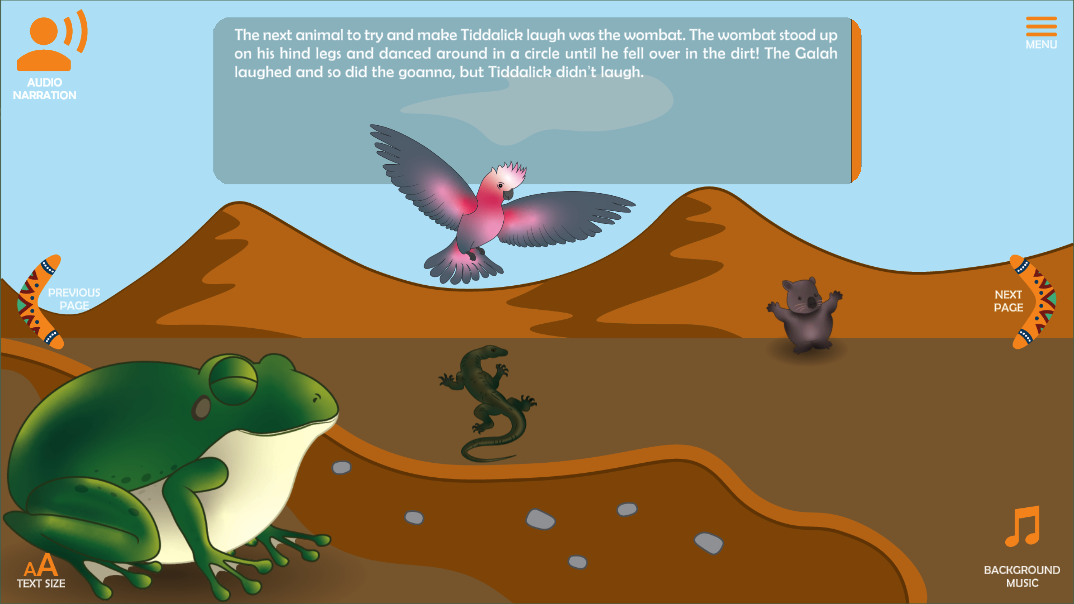 The next animal to try and make Tiddalick laugh was the wombat. The wombat stood up
on his hind legs and danced around in a circle until he fell over in the dirt! The Galah
laughed and so did the goanna, but Tiddalick didn't laugh.
AUDIO
NARRATION
MENU
PREVIOUS
PAGE
NEXT
PAGE
AA
TEXT SIZE
BACKGROUND
MUSIC